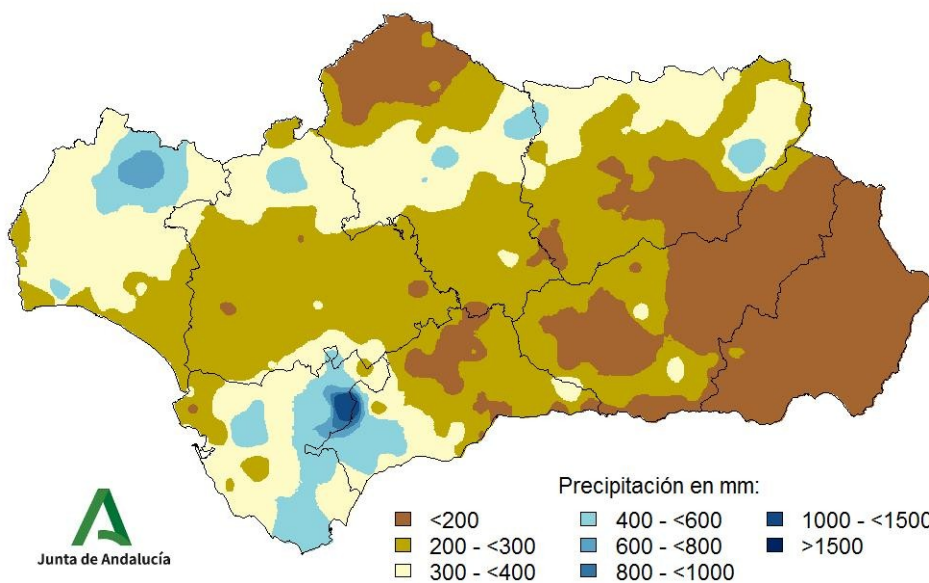 Precipitación en mm:
<200
200 - <300
300 - <400
400 - <600
600 - <800
800 - <1000
1000 - <1500
>1500
Junta de Andalucía